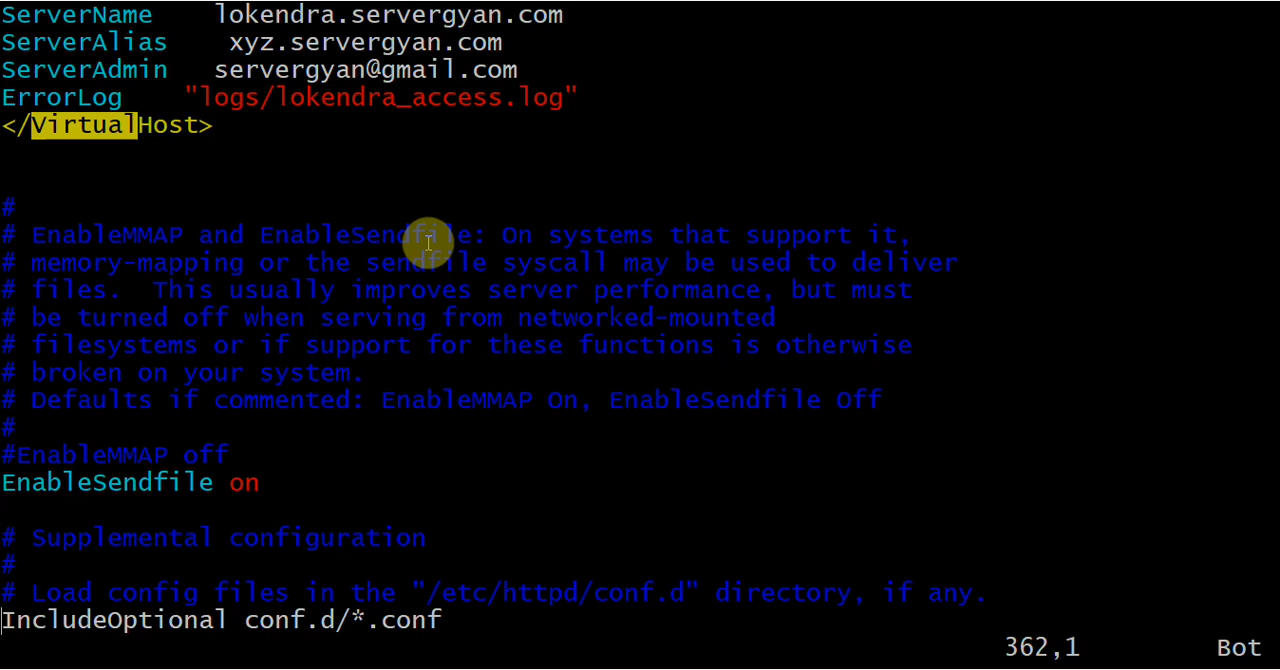 ServerName    lokendra.servergyan.com
ServerAlias    xyz.servergyan.com
ServerAdmin   servergyan@gmail.com
ErrorLog    "logs/lokendra_access.log"
</VirtualHost>
#
# EnableMMAP and EnableSendfile: On systems that support it,
# memory-mapping or the sendfile syscall may be used to deliver
# files.  This usually improves server performance, but must
# be turned off when serving from networked-mounted
# filesystems or if support for these functions is otherwise
# broken on your system.
# Defaults if commented: EnableMMAP On, EnableSendfile Off
#
#EnableMMAP off
EnableSendfile on
# Supplemental configuration
#
# Load config files in the "/etc/httpd/conf.d" directory, if any.
IncludeOptional conf.d/*.conf
362,1         Bot